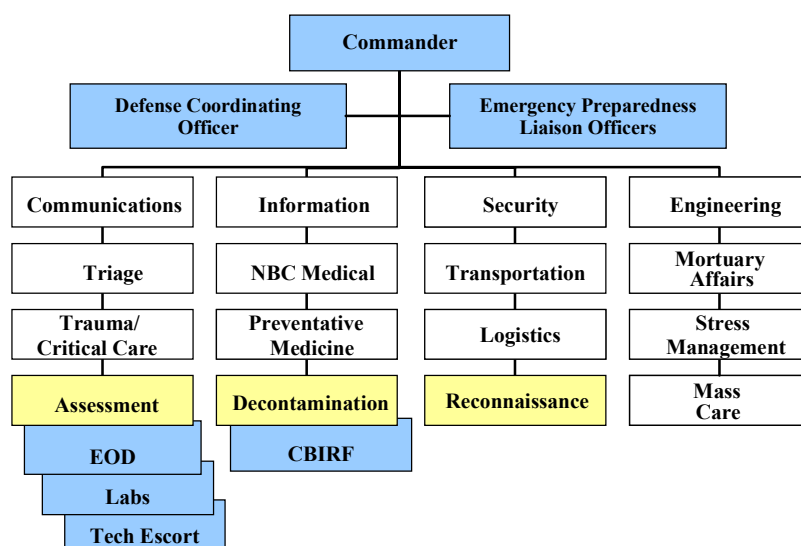 Commander
Defense Coordinating
Officer
Emergency Preparedness
Liaison Officers
Communications
Information
Security
Engineering
Triage
NBC Medical
Transportation
Mortuary
Affairs
Trauma/
Critical Care
Preventative
Medicine
Logistics
Stress
Management
Assessment
Decontamination
Reconnaissance
Mass
Care
EOD
CBIRF
Labs
Tech Escort